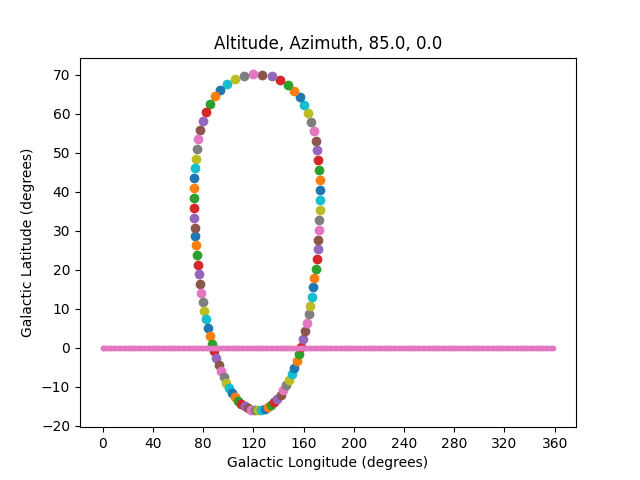 Altitude, Azimuth, 85.0, 0.0
70
60
50
40
30
20
10
0
−10
−20
Galactic Latitude (degrees)
0 40 80 120 160 200 240 280 320 360
Galactic Longitude (degrees)